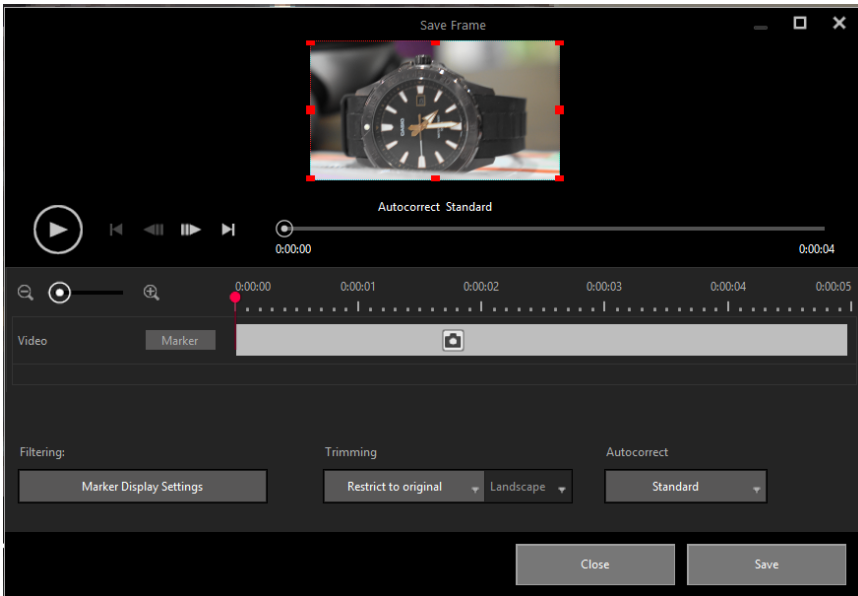 Save Frame
CASIO
Autocorrect Standard
0:00:00
0:00:04
0:00:00 0:00:01 0:00:02 0:00:03 0:00:04 0:00:05
Video Marker
Filtering: Trimming Autocorrect
Marker Display Settings Restrict to original Landscape Standard
Close Save